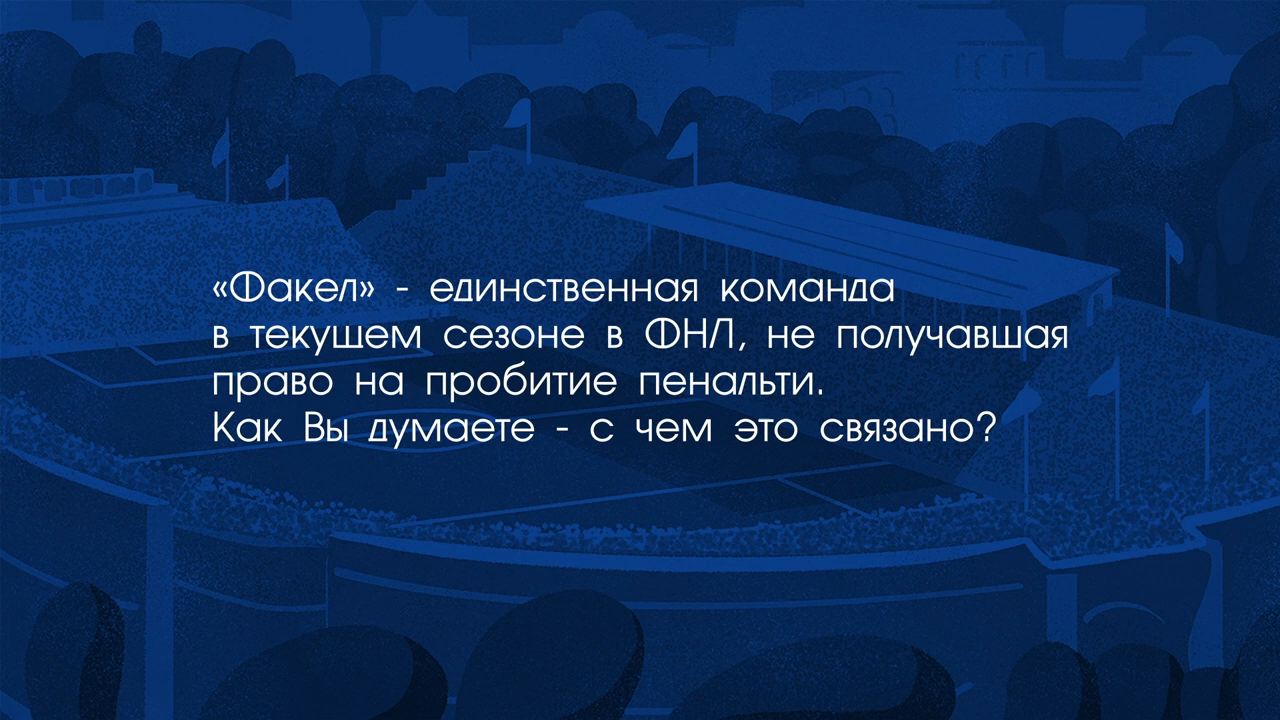 «Факел» - единственная команда
в текущем сезоне в ФНЛ, не получавшая
право на пробитие пенальти.
Как Вы думаете - с чем это связано?